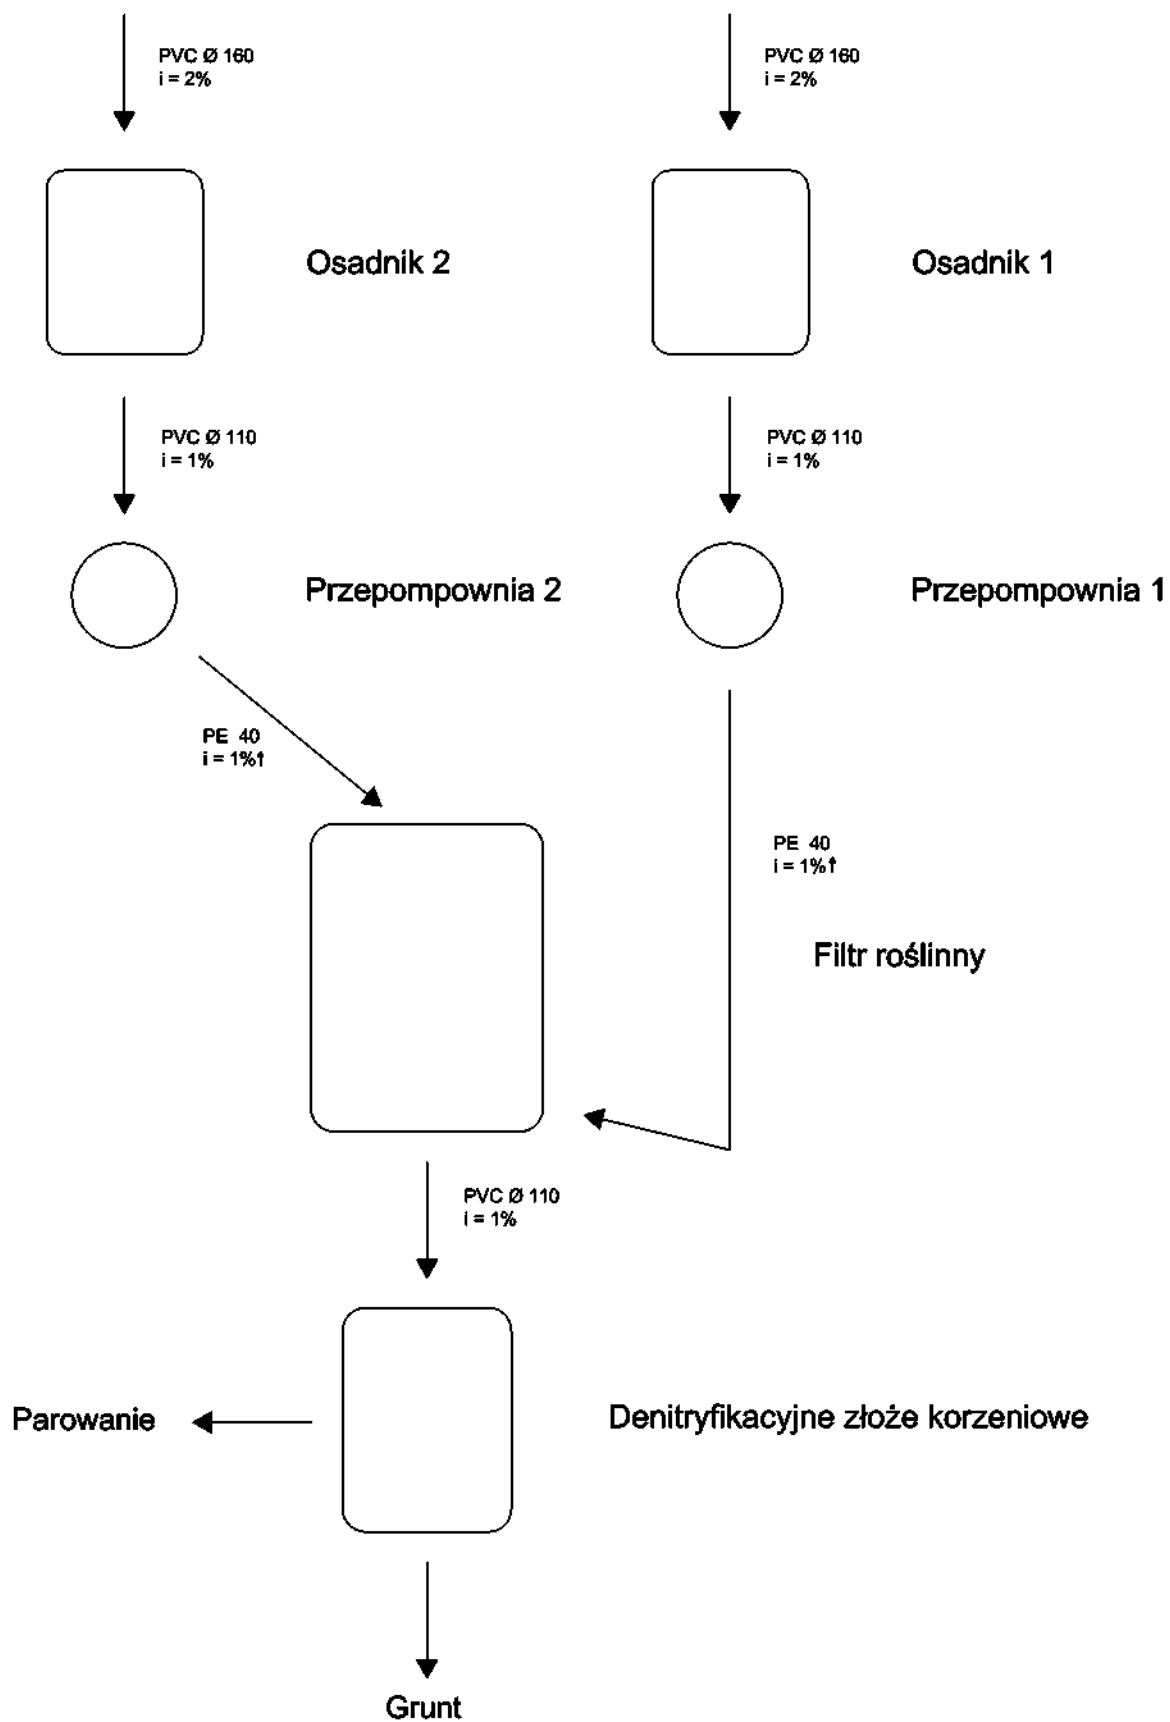 PVC Ø 160
i = 2%
PVC Ø 160
i = 2%
Osadnik 2
Osadnik 1
PVC Ø 110
i = 1%
PVC Ø 110
i = 1%
Przepompownia 2
Przepompownia 1
PE 40
i = 1%↑
PE 40
i = 1%↑
Filtr roślinny
PVC Ø 110
i = 1%
Parowanie
Denitryfikacyjne złoże korzeniowe
Grunt